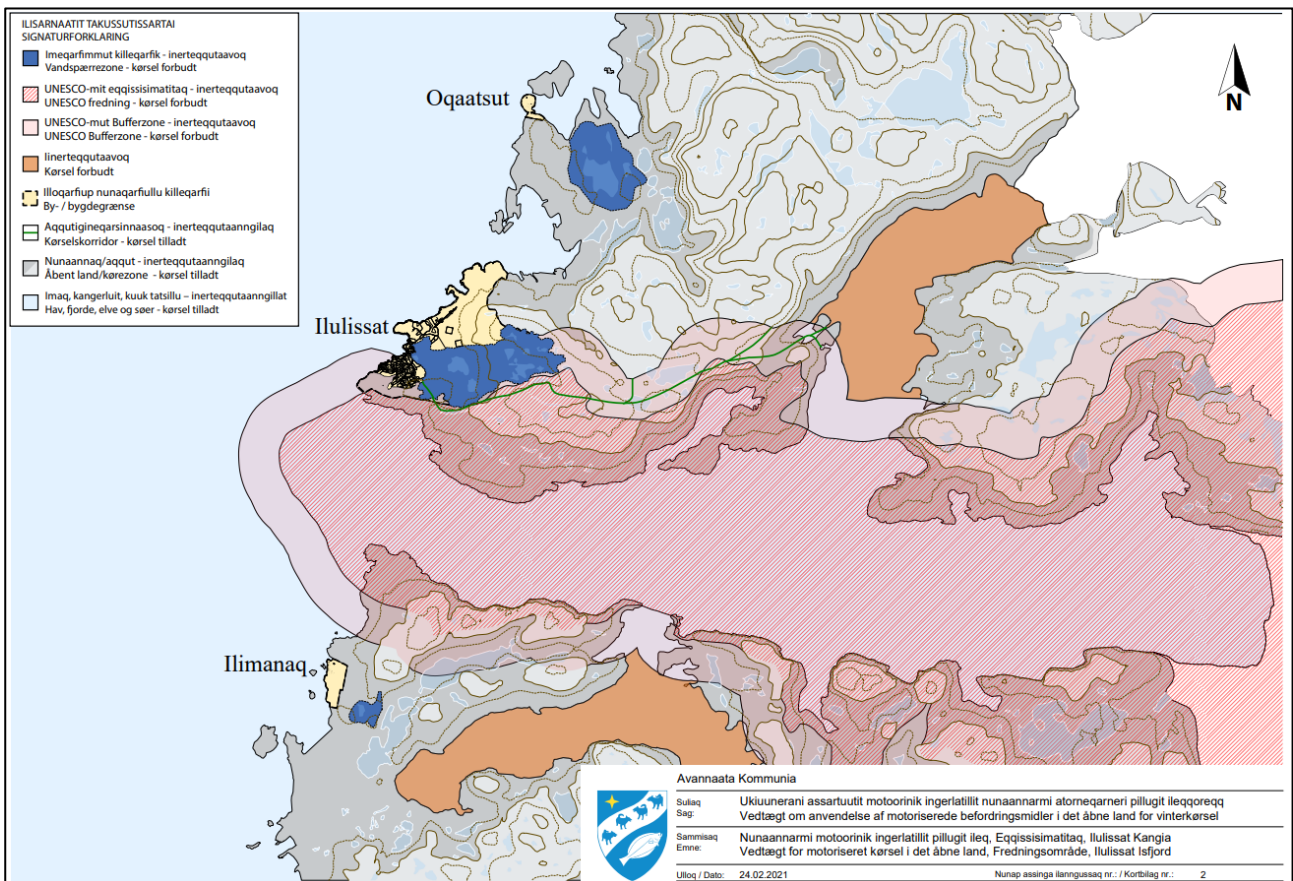 ILISARNAATIT TAKUSSUTISSARTAI
SIGNATURFORKLARING
Imeqarfimmut killeqarfik - inerteqqutaavoq
Vandspærrezone - kørsel forbudt
UNESCO-mit eqqissisimatitaq - inerteqqutaavoq
UNESCO fredning - kørsel forbudt
UNESCO-mut Bufferzone - inerteqqutaavoq
UNESCO Bufferzone - kørsel forbudt
Iinerteqqutaavoq
Kørsel forbudt
Illoqarfiup nunaqarfiullu killeqarfii
By- / bygdegrænse
Aqqutigineqarsinnaasoq - inerteqqutaanngilaq
Kørselskorridor - kørsel tilladt
Nunaannaq/aqqut - inerteqqutaanngilaq
Åbent land/kørezone - kørsel tilladt
Imaq, kangerluit, kuuk tatsillu – inerteqqutaanngillat
Hav, fjorde, elve og søer - kørsel tilladt
N
Oqaatsut
Ilulissat
Ilimanaq
Avannaata Kommunia
Suliaq
Sag:
Ukiuunerani assartuutit motoorinik ingerlatillit nunaannarmi atorneqarneri pillugit ileqqoreqq
Vedtægt om anvendelse af motoriserede befordringsmidler i det åbne land for vinterkørsel
Sammisaq
Emne:
Nunaannarmi motoorinik ingerlatillit pillugit ileq, Eqqissisimatitaq, Ilulissat Kangia
Vedtægt for motoriseret kørsel i det åbne land, Fredningsområde, Ilulissat Isfjord
Ulloq / Dato: 24.02.2021 Nunap assinga ilanngussaq nr.: / Kortbilag nr.: 2